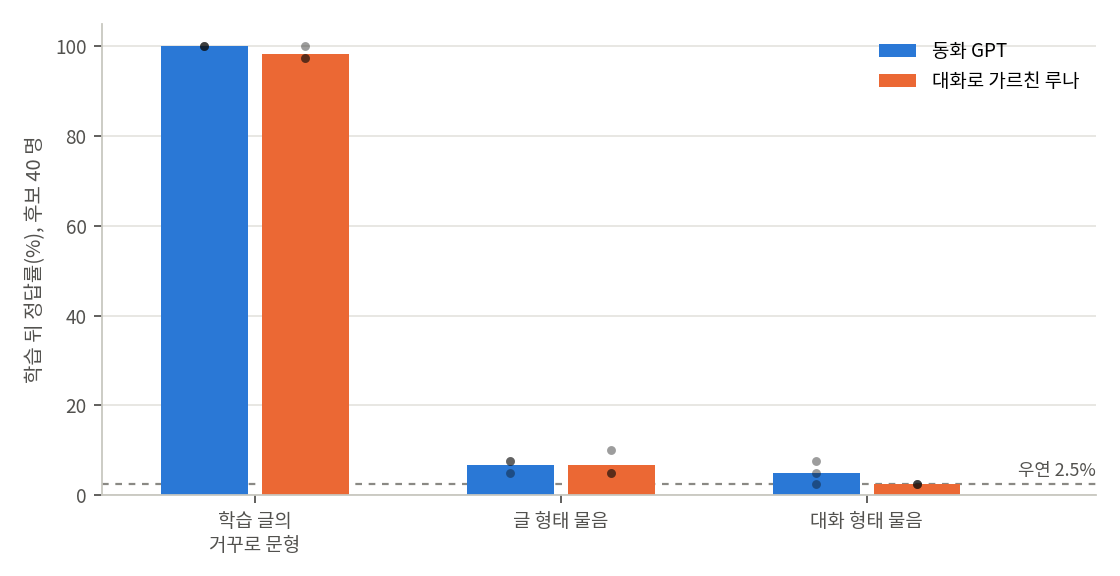 100
80
60
40
20
0
학습 뒤 정답률(%), 후보 40 명
동화 GPT
대화로 가르친 루나
우연 2.5%
학습 글의
거꾸로 문형
글 형태 물음
대화 형태 물음